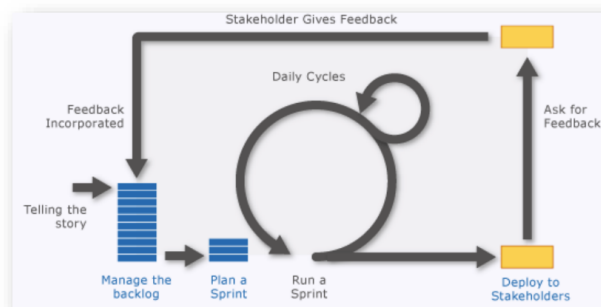 Stakeholder Gives Feedback
Daily Cycles
Feedback
Incorporated
Ask for
Feedback
Telling the
story
Manage the
backlog
Plan a
Sprint
Run a
Sprint
Deploy to
Stakeholders